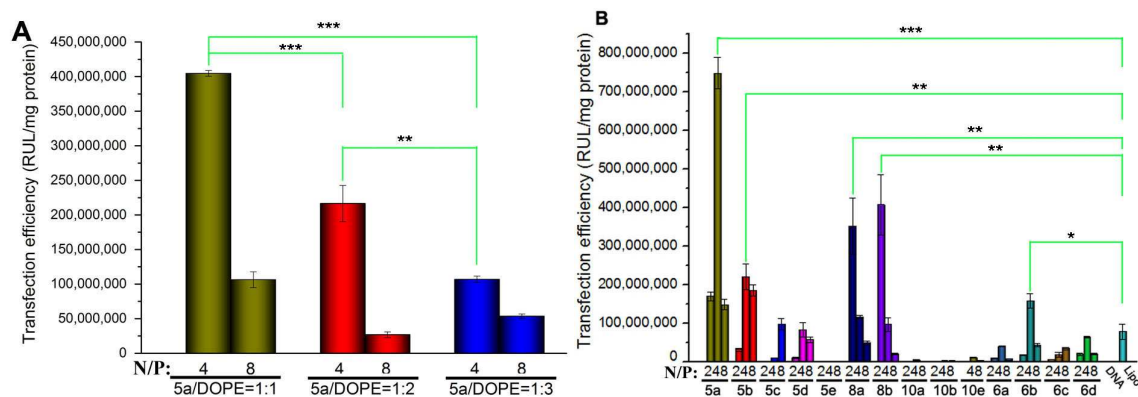 A
Transfection efficiency (RUL/mg protein)
450,000,000
400,000,000
350,000,000
300,000,000
250,000,000
200,000,000
150,000,000
100,000,000
50,000,000
0
***
***
**
N/P: 4 8 4 8 4 8
5a/DOPE=1:1 5a/DOPE=1:2 5a/DOPE=1:3
B
Transfection efficiency (RUL/mg protein)
800,000,000
700,000,000
600,000,000
500,000,000
400,000,000
300,000,000
200,000,000
100,000,000
0
***
**
**
**
*
N/P: 248 248 248 248 248 248 248 248 248 48 248 248 248 248
5a 5b 5c 5d 5e 8a 8b 10a 10b 10e 6a 6b 6c 6d
DNA
Lipo